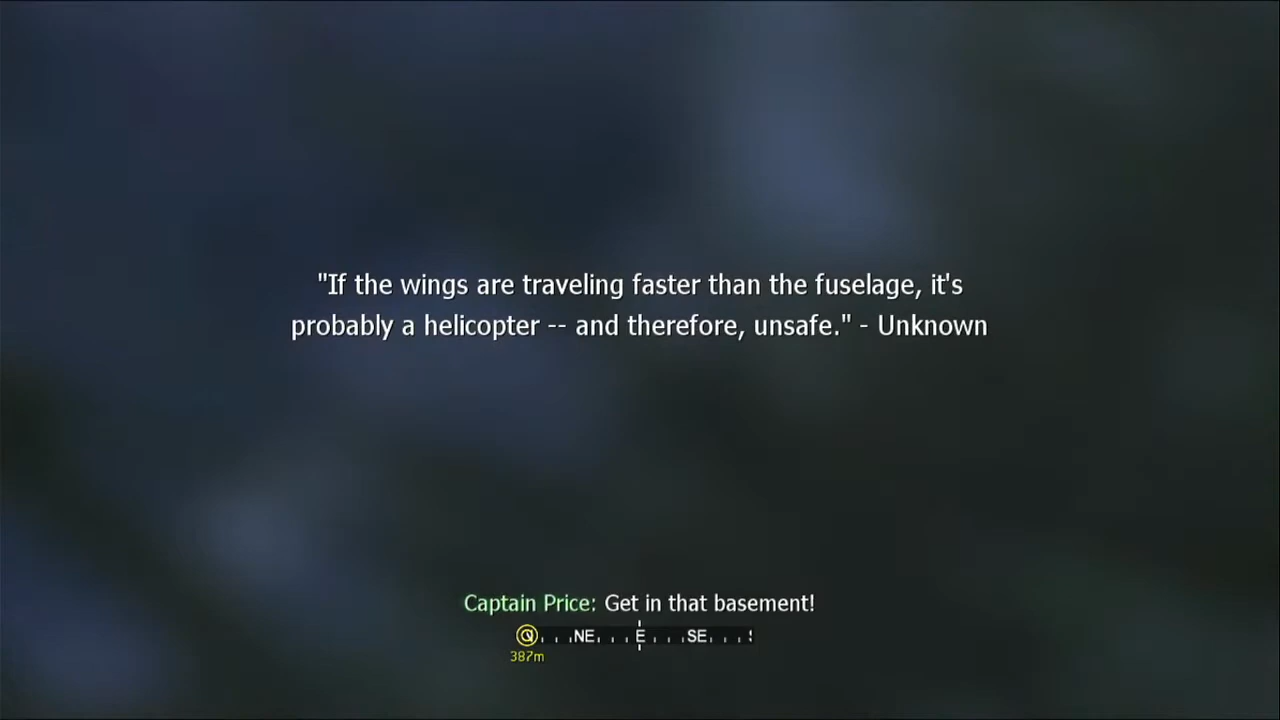 "If the wings are traveling faster than the fuselage, it's
probably a helicopter -- and therefore, unsafe." - Unknown
Captain Price: Get in that basement!
N . . . NE . . . E . . . SE . . .
387m